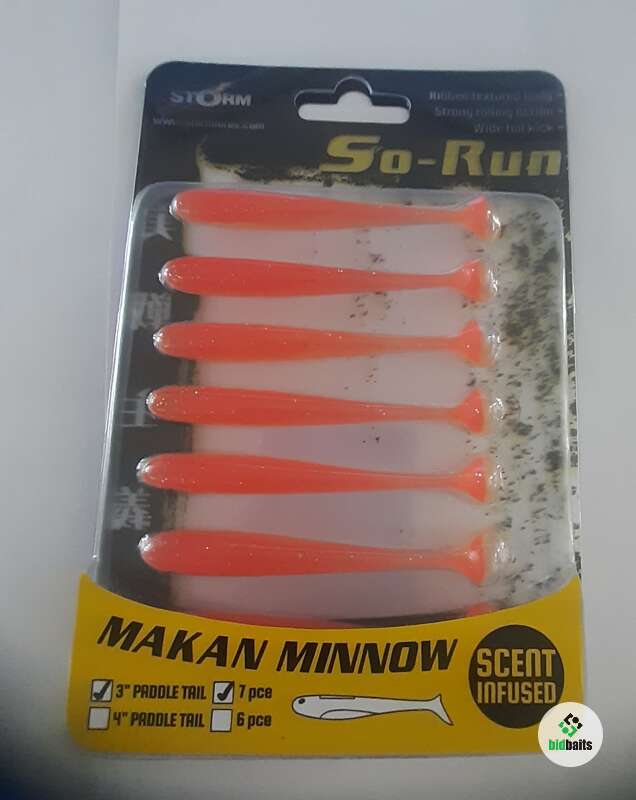 STORM
Ribbed textured body
Strong rolling action
Wide tail kick
So-Run
MAKAN MINNOW
3" PADDLE TAIL 7 pce
4" PADDLE TAIL 6 pce
SCENT
INFUSED
bidbaits